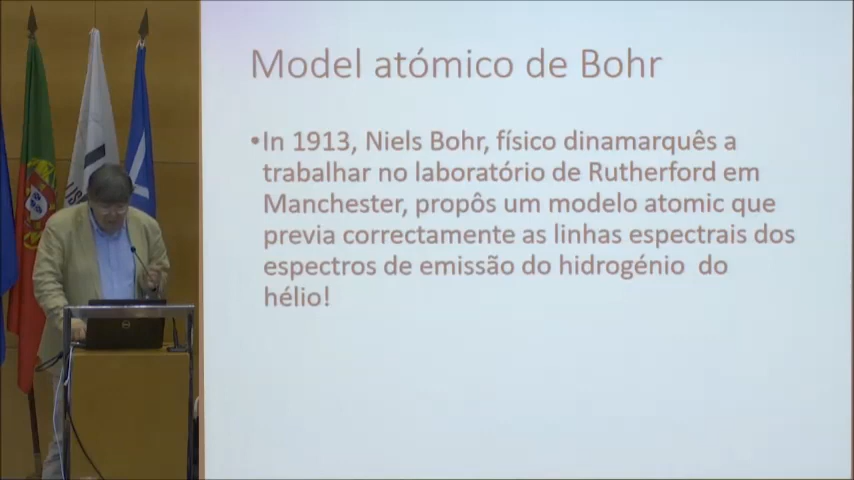 Model atómico de Bohr
•In 1913, Niels Bohr, físico dinamarquês a
trabalhar no laboratório de Rutherford em
Manchester, propôs um modelo atomic que
previa correctamente as linhas espectrais dos
espectros de emissão do hidrogénio do
hélio!